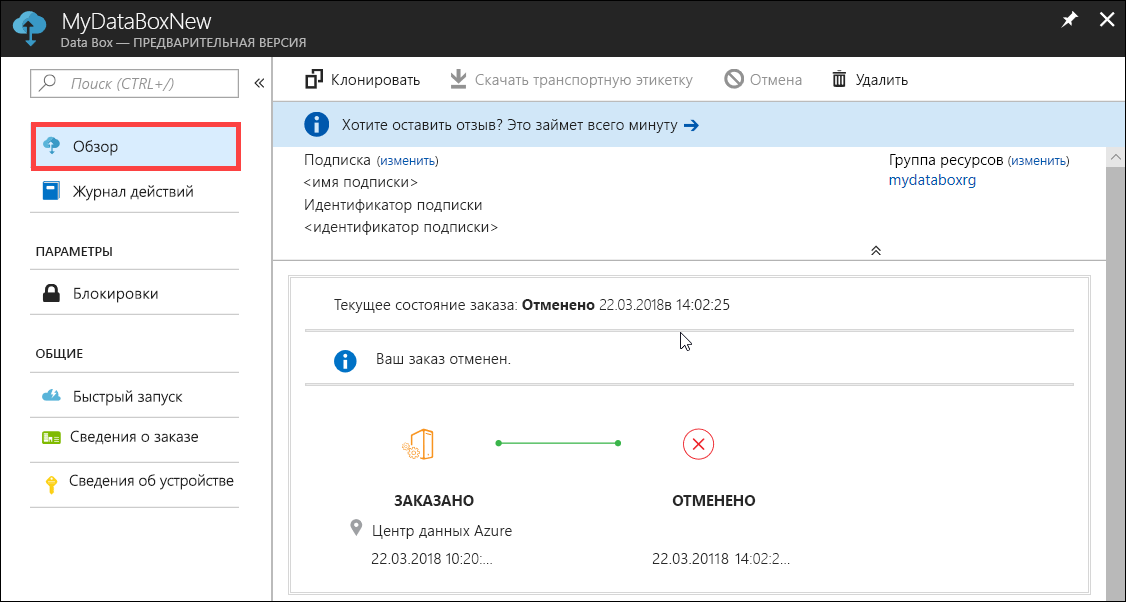 MyDataBoxNew
Data Box — ПРЕДВАРИТЕЛЬНАЯ ВЕРСИЯ
Поиск (CTRL+/)
Обзор
Журнал действий
ПАРАМЕТРЫ
Блокировки
ОБЩИЕ
Быстрый запуск
Сведения о заказе
Сведения об устройстве
Клонировать
Скачать транспортную этикетку
Отмена
Удалить
Хотите оставить отзыв? Это займет всего минуту →
Подписка (изменить)
<имя подписки>
Идентификатор подписки
<идентификатор подписки>
Группа ресурсов (изменить)
mydataboxrg
Текущее состояние заказа: Отменено 22.03.2018в 14:02:25
Ваш заказ отменен.
ЗАКАЗАНО
Центр данных Azure
22.03.2018 10:20:...
ОТМЕНЕНО
22.03.20118 14:02:2...